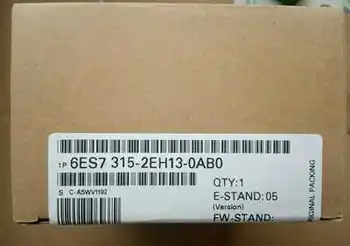 1P 6ES7 315-2EH13-0AB0
S C-A5WV1192
QTY:1
E-STAND:05
(Version)
FW-STAND:
ORIGINAL PACKING